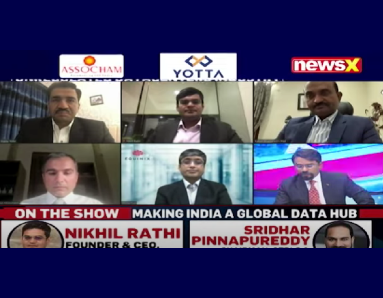 ASSOCHAM
YOTTA
newsX
ON THE SHOW
MAKING INDIA A GLOBAL DATA HUB
NIKHIL RATHI
FOUNDER & CEO,
SRIDHAR
PINNAPUREDDY